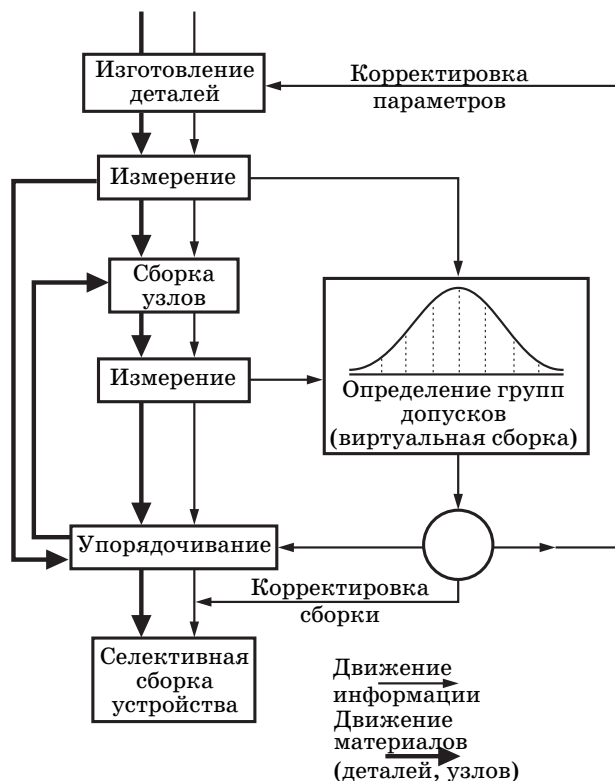 Изготовление
деталей
Корректировка
параметров
Измерение
Сборка
узлов
Измерение
Определение групп
допусков
(виртуальная сборка)
Упорядочивание
Корректировка
сборки
Селективная
сборка
устройства
Движение
информации
Движение
материалов
(деталей, узлов)